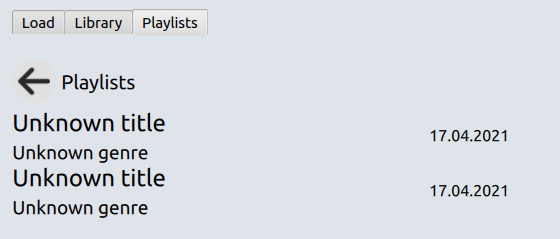 Load Library Playlists
Playlists
Unknown title
17.04.2021
Unknown genre
Unknown title
17.04.2021
Unknown genre